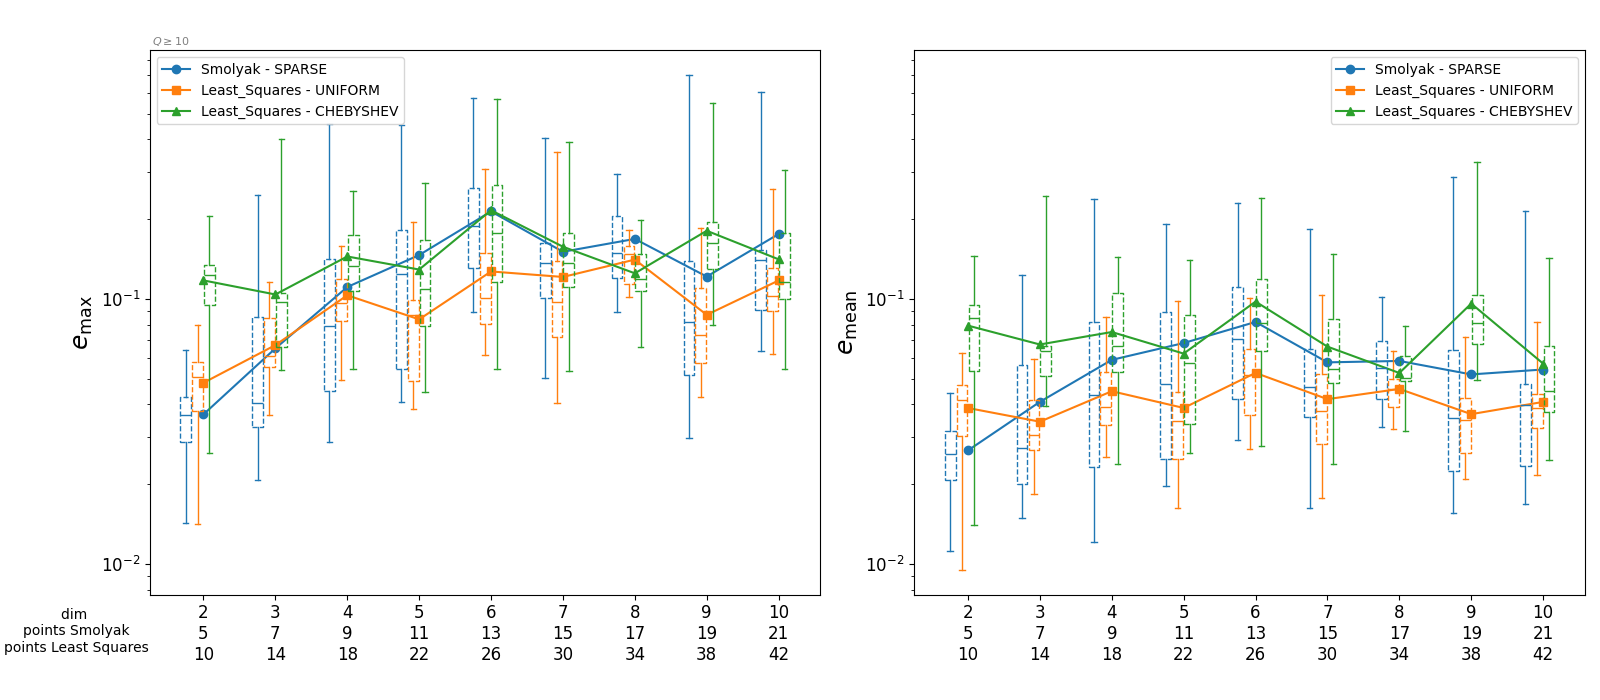 Q ≥ 10
Smolyak - SPARSE
Least_Squares - UNIFORM
Least_Squares - CHEBYSHEV
e_max
10^-1
10^-2
dim
points Smolyak
points Least Squares
2 3 4 5 6 7 8 9 10
5 7 9 11 13 15 17 19 21
10 14 18 22 26 30 34 38 42
Smolyak - SPARSE
Least_Squares - UNIFORM
Least_Squares - CHEBYSHEV
e_mean
10^-1
10^-2
2 3 4 5 6 7 8 9 10
5 7 9 11 13 15 17 19 21
10 14 18 22 26 30 34 38 42